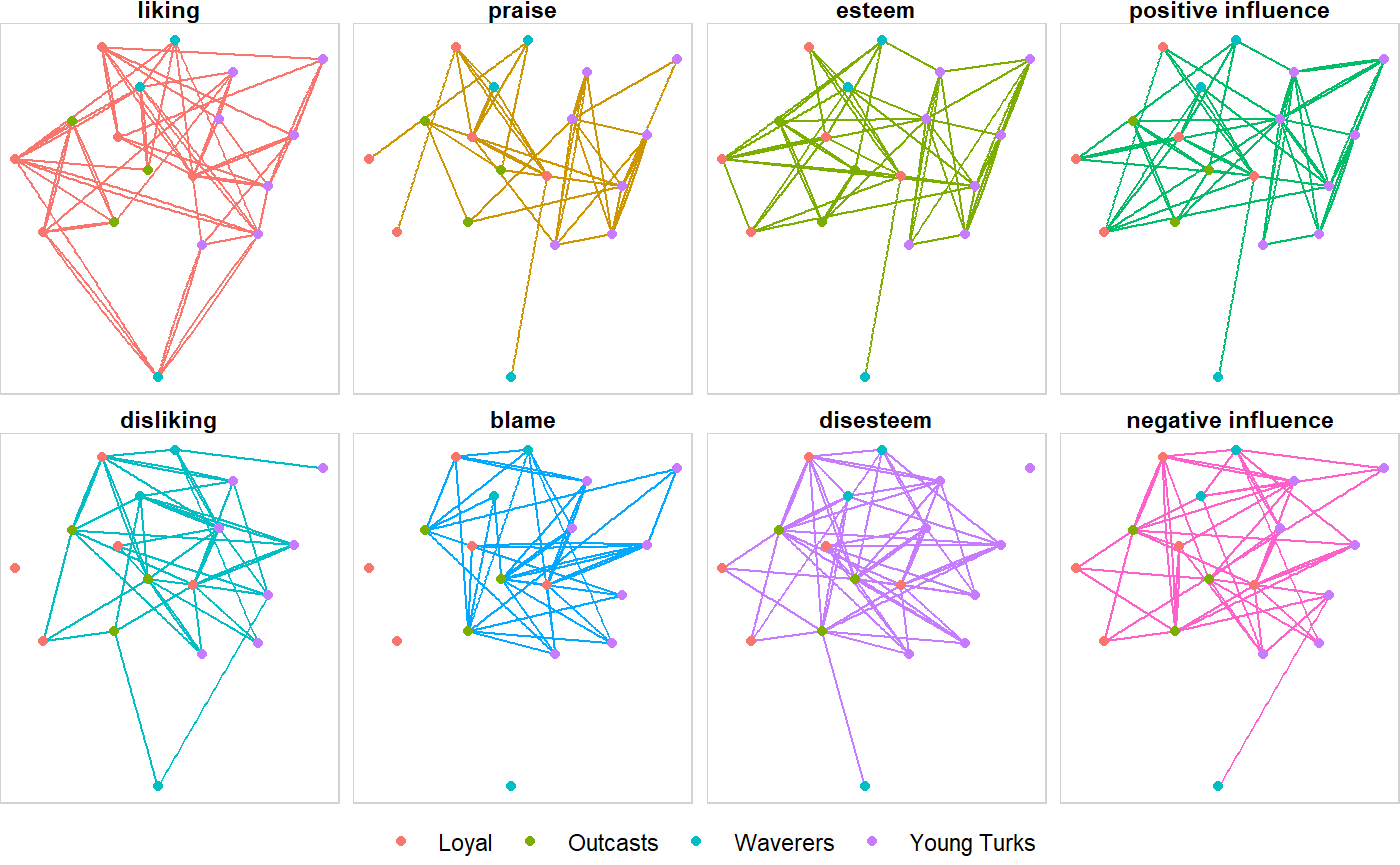 liking
praise
esteem
positive influence
disliking
blame
disesteem
negative influence
Loyal
Outcasts
Waverers
Young Turks